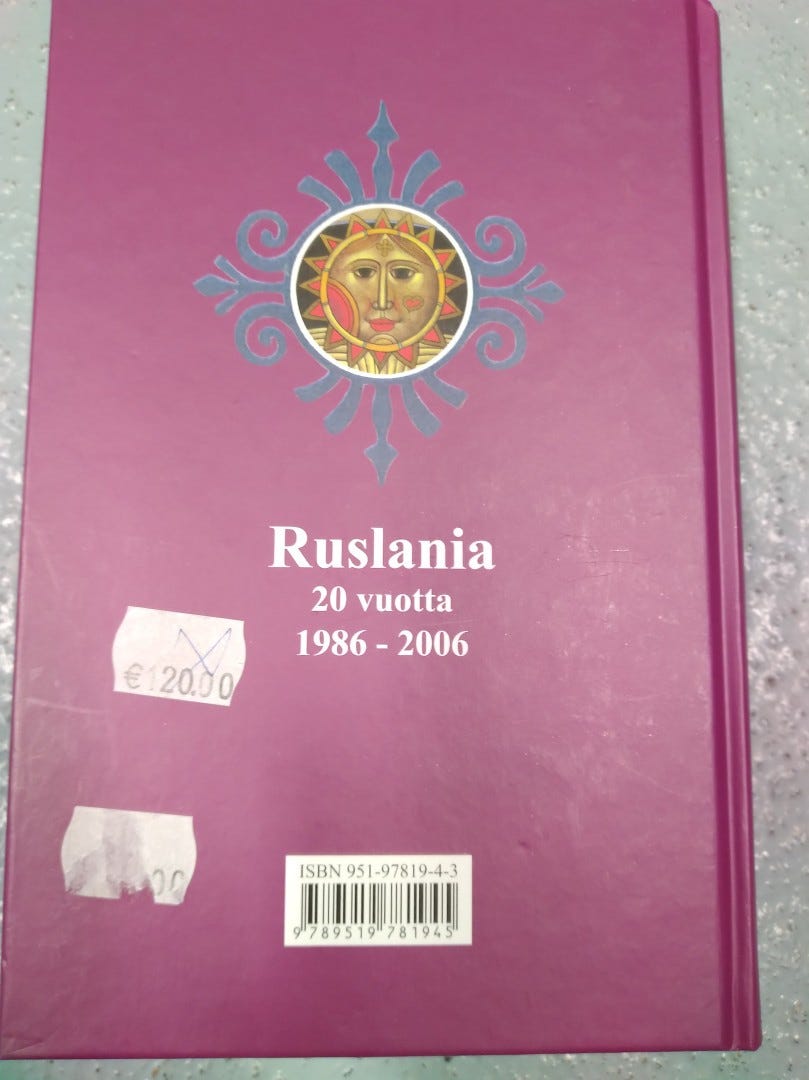 Ruslania
20 vuotta
1986 - 2006
€120.00
00
ISBN 951-97819-4-3
9 789519 781945